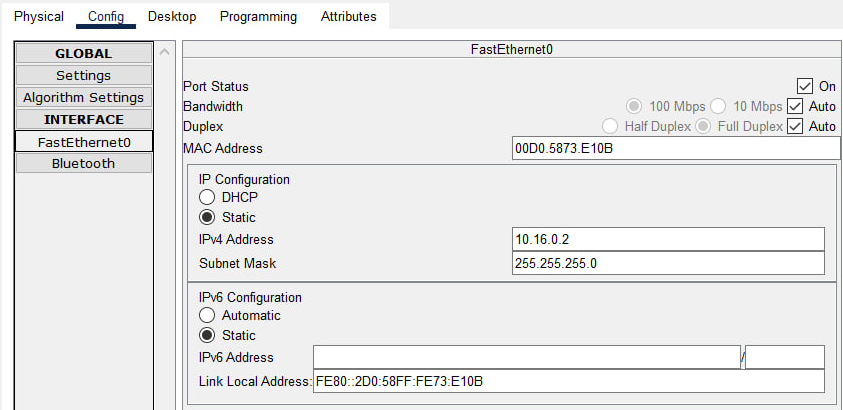 Physical Config Desktop Programming Attributes
GLOBAL
Settings
Algorithm Settings
INTERFACE
FastEthernet0
Bluetooth
FastEthernet0
Port Status On
Bandwidth 100 Mbps 10 Mbps Auto
Duplex Half Duplex Full Duplex Auto
MAC Address 00D0.5873.E10B
IP Configuration
DHCP
Static
IPv4 Address 10.16.0.2
Subnet Mask 255.255.255.0
IPv6 Configuration
Automatic
Static
IPv6 Address /
Link Local Address: FE80::2D0:58FF:FE73:E10B